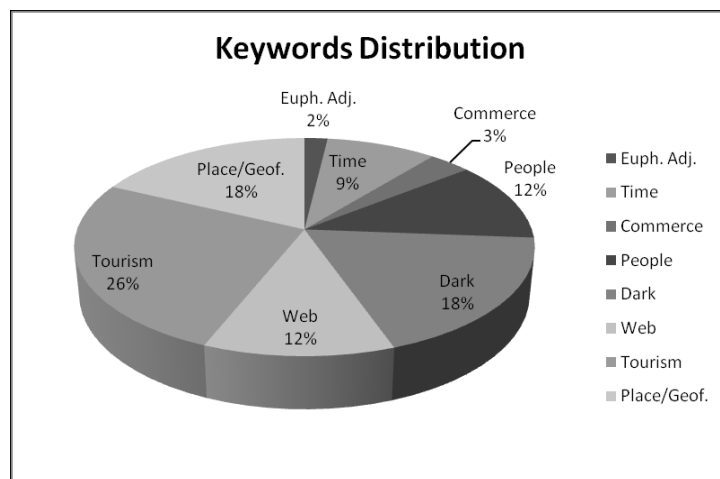 Keywords Distribution
Euph. Adj.
2%
Commerce
3%
Time
9%
People
12%
Place/Geof.
18%
Tourism
26%
Dark
18%
Web
12%
Euph. Adj.
Time
Commerce
People
Dark
Web
Tourism
Place/Geof.